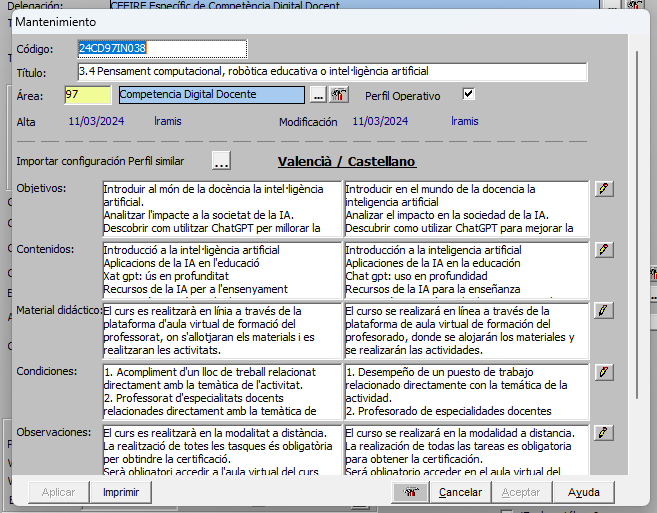 Delegación: CEFIRE Específic de Competència Digital Docent
Mantenimiento
Código: 24CD97IN038
Título: 3.4 Pensament computacional, robòtica educativa o intel·ligència artificial
Área: 97 Competencia Digital Docente ... Perfil Operativo
Alta 11/03/2024 lramis Modificación 11/03/2024 lramis
Importar configuración Perfil similar ... Valencià / Castellano
Objetivos:
Introduir al món de la docència la intel·ligència
artificial.
Analitzar l'impacte a la societat de la IA.
Descobrir com utilitzar ChatGPT per millorar la
Introducir en el mundo de la docencia la
inteligencia artificial
Analizar el impacto en la sociedad de la IA.
Descubrir como utilizar ChatGPT para mejorar la
Contenidos:
Introducció a la intel·ligència artificial
Aplicacions de la IA en l'educació
Xat gpt: ús en profunditat
Recursos de la IA per a l'ensenyament
Introducción a la inteligencia artificial
Aplicaciones de la IA en la educación
Chat gpt: uso en profundidad
Recursos de la IA para la enseñanza
Material didáctico:
El curs es realitzarà en línia a través de la
plataforma d'aula virtual de formació del
professorat, on s'allotjaran els materials i es
realitzaran les activitats.
El curso se realizará en línea a través de la
plataforma de aula virtual de formación del
profesorado, donde se alojarán los materiales y
se realizarán las actividades.
Condiciones:
1. Acompliment d'un lloc de treball relacionat
directament amb la temàtica de l'activitat.
2. Professorat d'especialitats docents
relacionades directament amb la temàtica de
1. Desempeño de un puesto de trabajo
relacionado directamente con la temática de la
actividad.
2. Profesorado de especialidades docentes
Observaciones:
El curs es realitzarà en la modalitat a distància.
La realització de totes les tasques és obligatòria
per obtindre la certificació.
Serà obligatori accedir a l'aula virtual del curs
El curso se realizará en la modalidad a distancia.
La realización de todas las tareas es obligatoria
para obtener la certificación.
Será obligatorio acceder en el aula virtual del
Aplicar Imprimir Cancelar Aceptar Ayuda